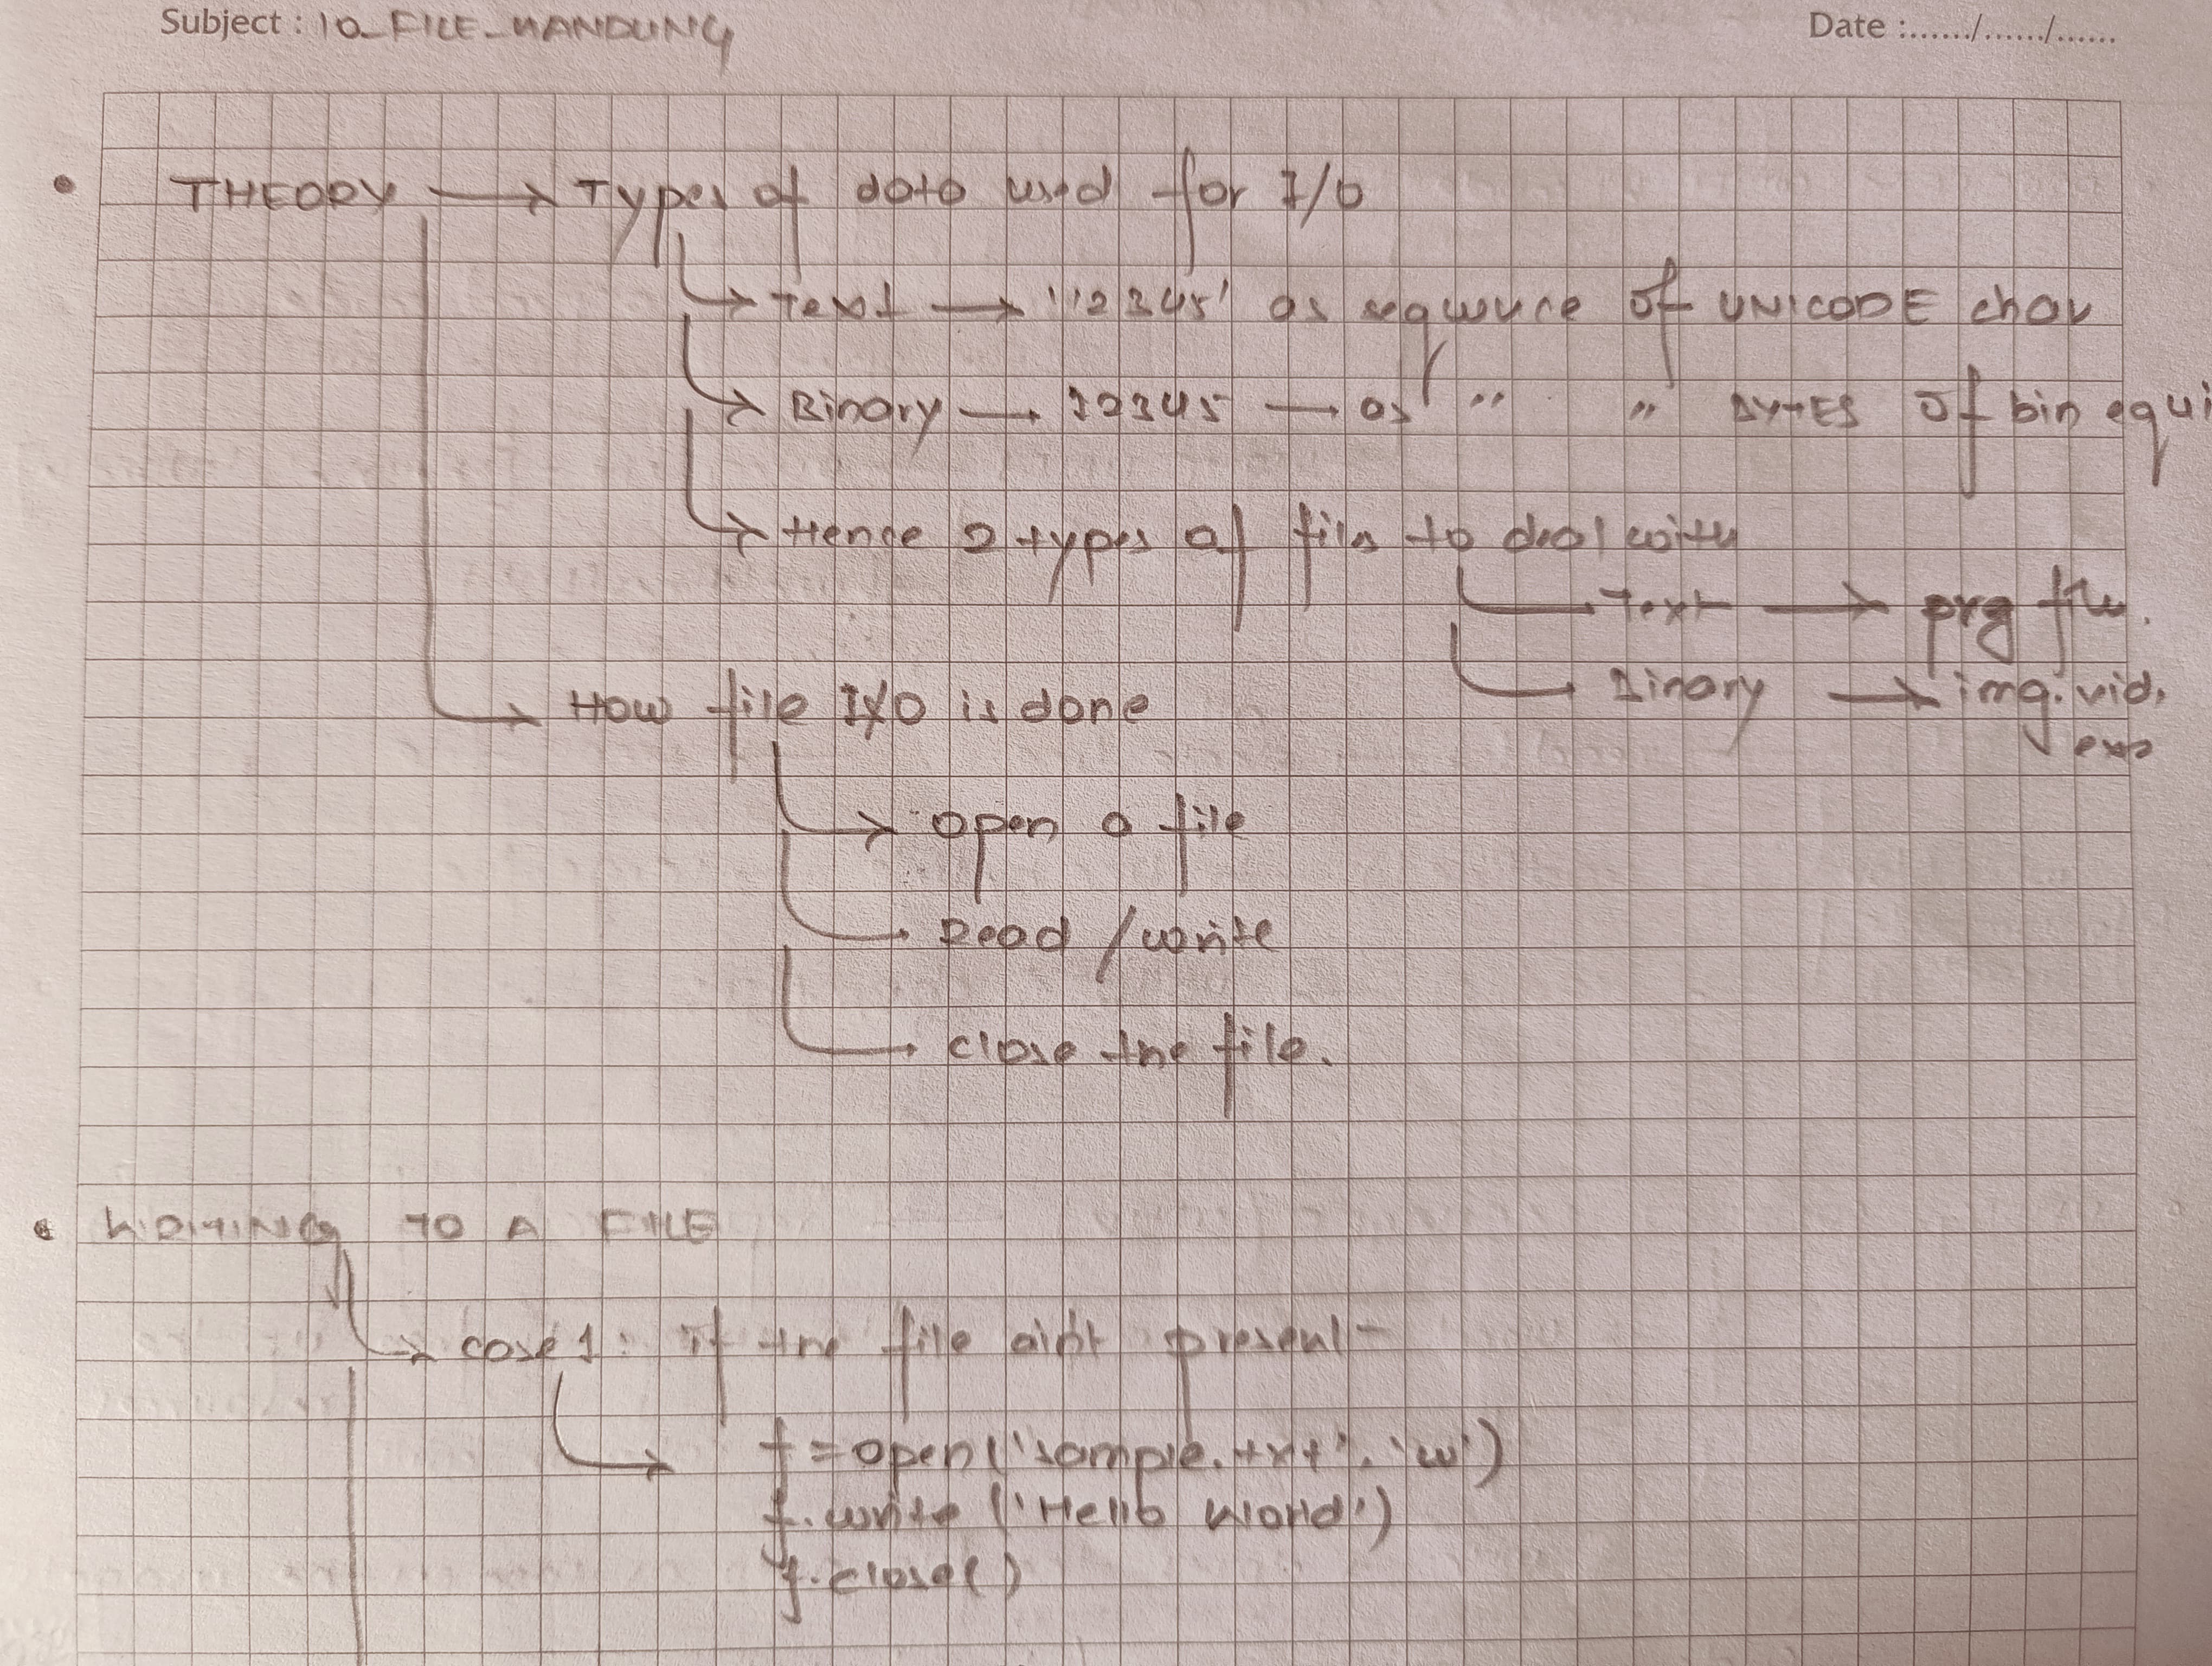 Subject : 10_FILE_HANDLING
Date :....../....../......
THEORY → Types of data used for I/O
→ Text → '12345' as sequence of UNICODE char
→ Binary → 12345 → as " " BYTES of bin equi
→ Hence 2 types of files to deal with
→ Text → prg file.
→ Binary → img. vid.
exe
→ How file I/O is done
→ open a file
→ Read / write
→ close the file.
WRITING TO A FILE
→ case 1: If the file aint present-
→ f = open('sample.txt', 'w')
f.write ('Hello World')
f.close()